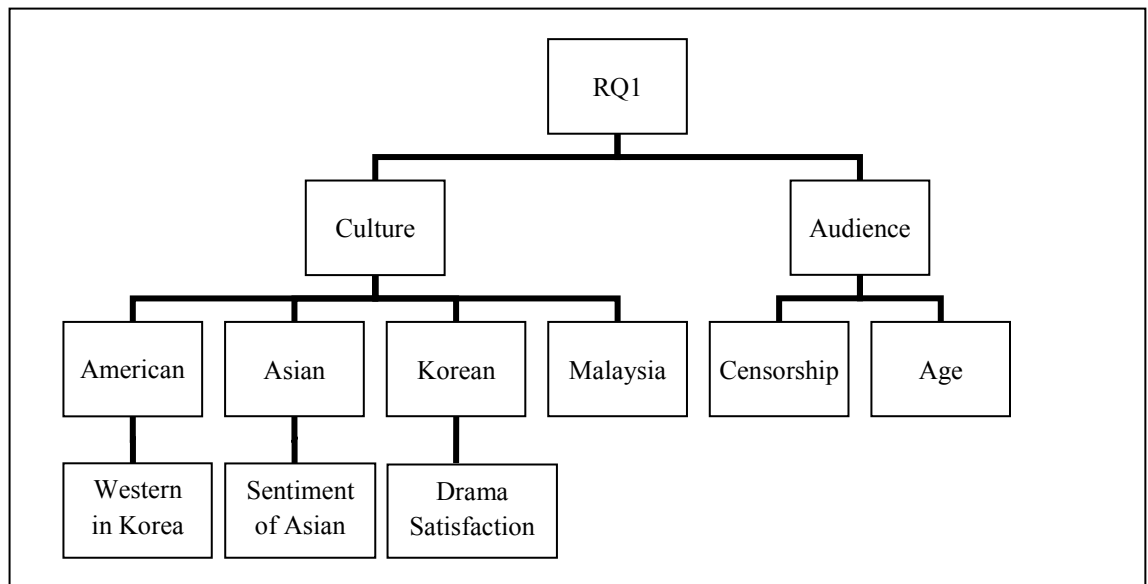 RQ1
Culture
Audience
American
Asian
Korean
Malaysia
Censorship
Age
Western
in Korea
Sentiment
of Asian
Drama
Satisfaction